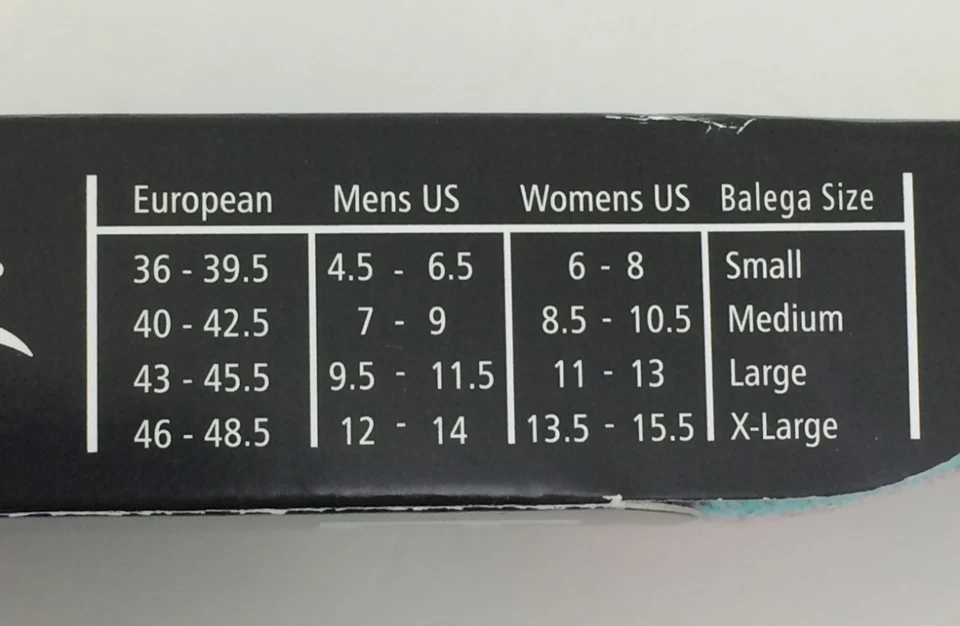 European Mens US Womens US Balega Size
36 - 39.5 4.5 - 6.5 6 - 8 Small
40 - 42.5 7 - 9 8.5 - 10.5 Medium
43 - 45.5 9.5 - 11.5 11 - 13 Large
46 - 48.5 12 - 14 13.5 - 15.5 X-Large